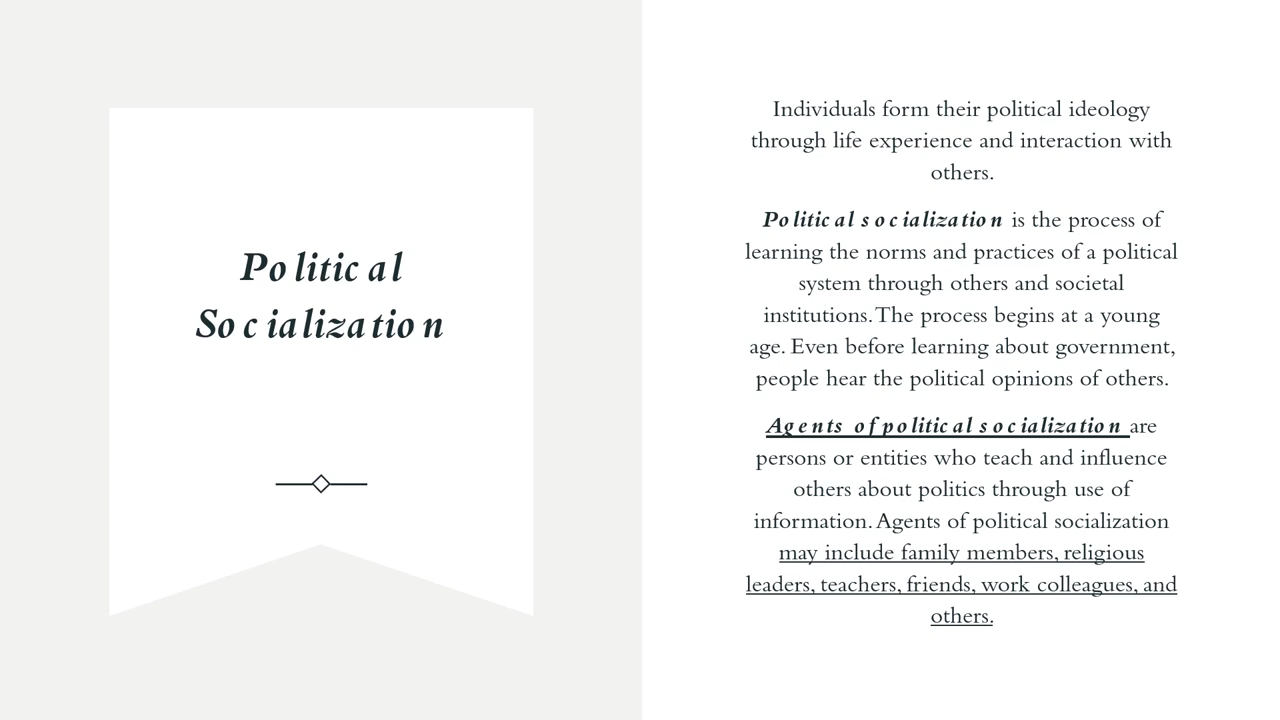 Political
Socialization
Individuals form their political ideology
through life experience and interaction with
others.
Political socialization is the process of
learning the norms and practices of a political
system through others and societal
institutions. The process begins at a young
age. Even before learning about government,
people hear the political opinions of others.
Agents of political socialization are
persons or entities who teach and influence
others about politics through use of
information. Agents of political socialization
may include family members, religious
leaders, teachers, friends, work colleagues, and
others.